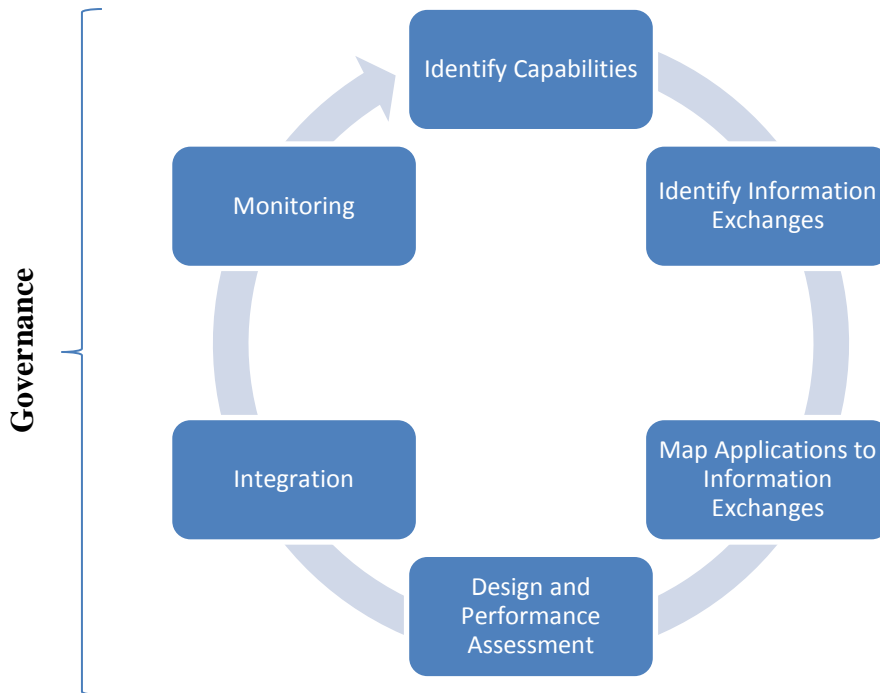 Governance
Identify Capabilities
Identify Information
Exchanges
Map Applications to
Information
Exchanges
Design and
Performance
Assessment
Integration
Monitoring